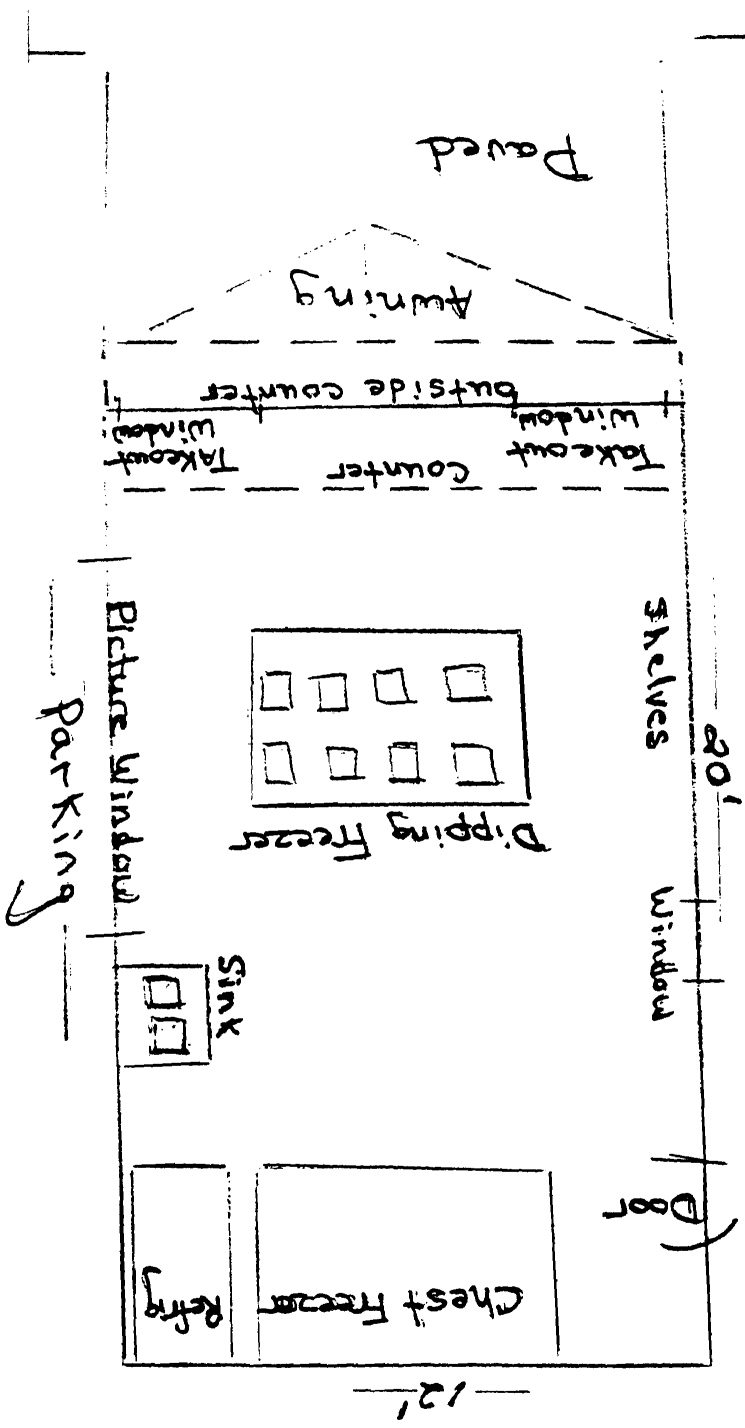 12'
Chest Freezer
Refrig
Door
Sink
Window
Dipping Freezer
20'
Shelves
Picture Window
Parking
Counter
Takeout
Window
Takeout
Window
outside counter
Awning
Paved